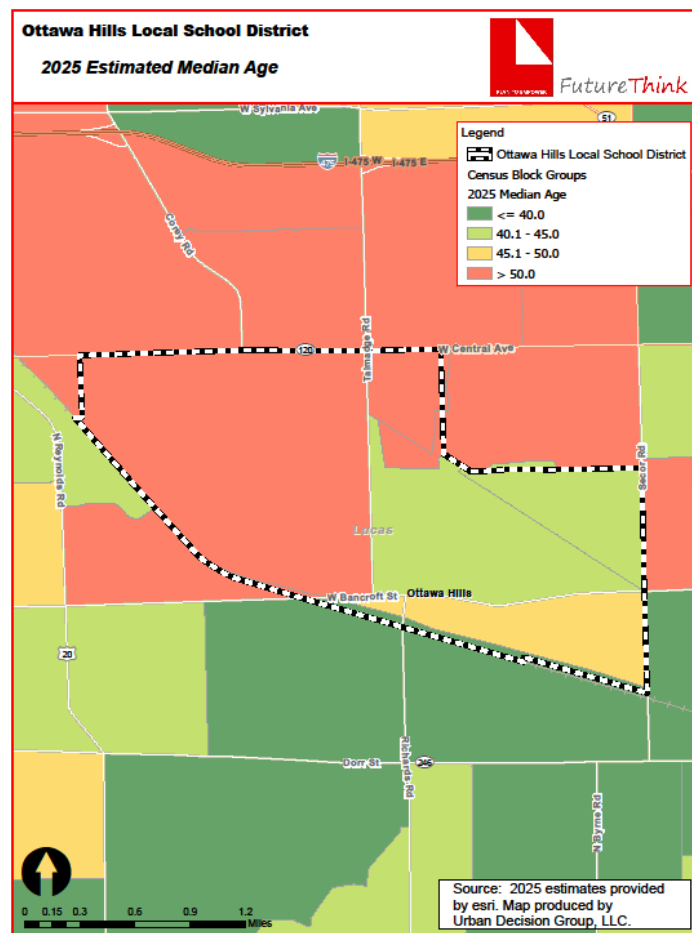 Ottawa Hills Local School District
2025 Estimated Median Age
PLAN TO EMPOWER
FutureThink
W Sylvania Ave
51
475
I-475 W
I-475 E
Legend
Ottawa Hills Local School District
Census Block Groups
2025 Median Age
<= 40.0
40.1 - 45.0
45.1 - 50.0
> 50.0
Corey Rd
Talmadge Rd
120
W Central Ave
N Reynolds Rd
Secor Rd
Lucas
W Bancroft St
Ottawa Hills
20
Richards Rd
Dorr St
246
N Byrne Rd
0 0.15 0.3 0.6 0.9 1.2
Miles
Source: 2025 estimates provided
by esri. Map produced by
Urban Decision Group, LLC.